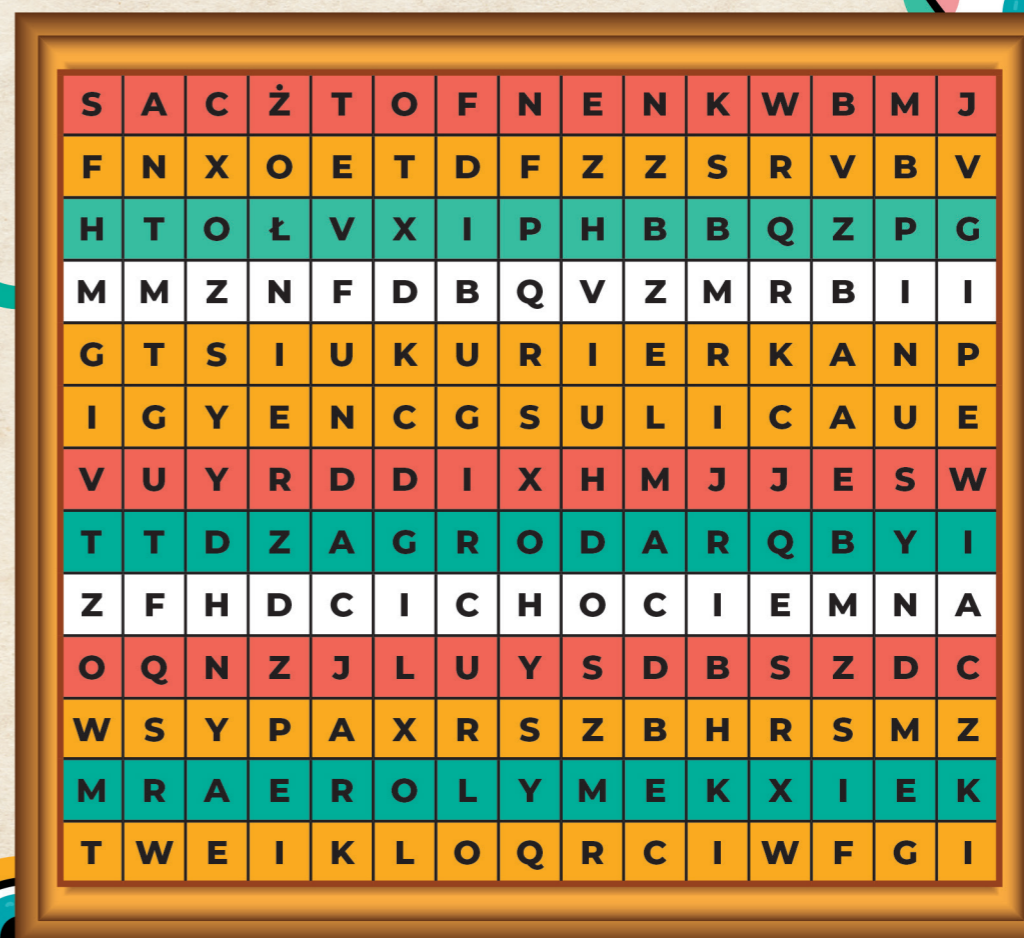 S A C Ż T O F N E N K W B M J
F N X O E T D F Z Z S R V B V
H T O Ł V X I P H B B Q Z P G
M M Z N F D B Q V Z M R B I I
G T S I U K U R I E R K A N P
I G Y E N C G S U L I C A U E
V U Y R D D I X H M J J E S W
T T D Z A G R O D A R Q B Y I
Z F H D C I C H O C I E M N A
O Q N Z J L U Y S D B S Z D C
W S Y P A X R S Z B H R S M Z
M R A E R O L Y M E K X I E K
T W E I K L O Q R C I W F G I